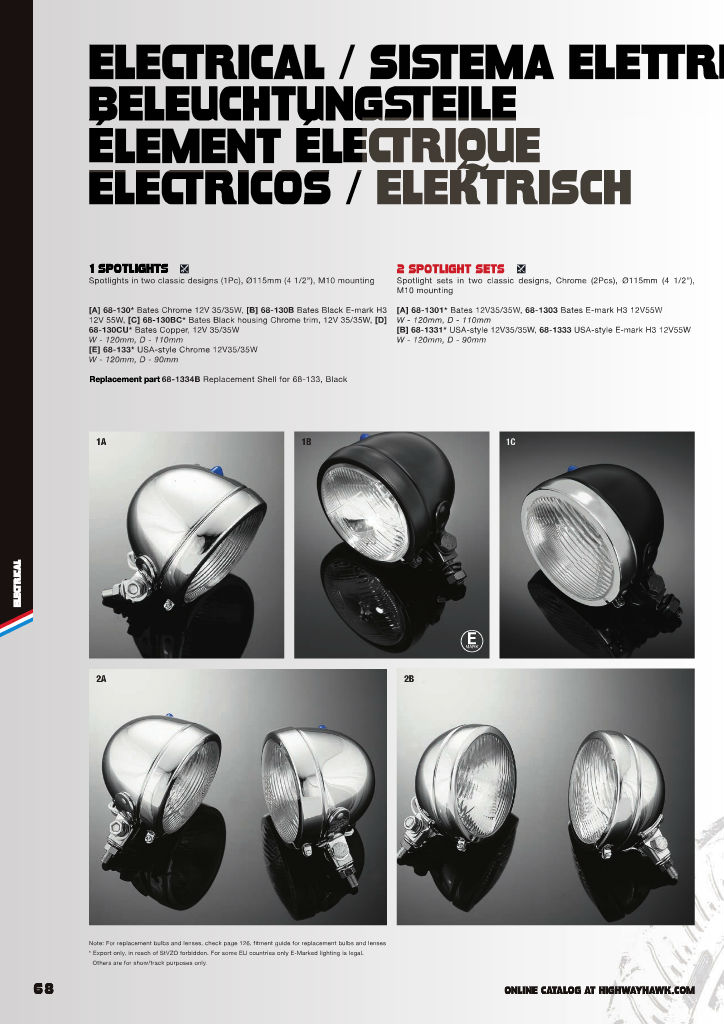 ELECTRICAL / SISTEMA ELETTRI
BELEUCHTUNGSTEILE
ÉLEMENT ÉLECTRIQUE
ELECTRICOS / ELEKTRISCH
1 SPOTLIGHTS
Spotlights in two classic designs (1Pc), Ø115mm (4 1/2"), M10 mounting
[A] 68-130* Bates Chrome 12V 35/35W, [B] 68-130B Bates Black E-mark H3
12V 55W, [C] 68-130BC* Bates Black housing Chrome trim, 12V 35/35W, [D]
68-130CU* Bates Copper, 12V 35/35W
W - 120mm, D - 110mm
[E] 68-133* USA-style Chrome 12V35/35W
W - 120mm, D - 90mm
Replacement part 68-1334B Replacement Shell for 68-133, Black
2 SPOTLIGHT SETS
Spotlight sets in two classic designs, Chrome (2Pcs), Ø115mm (4 1/2"),
M10 mounting
[A] 68-1301* Bates 12V35/35W, 68-1303 Bates E-mark H3 12V55W
W - 120mm, D - 110mm
[B] 68-1331* USA-style 12V35/35W, 68-1333 USA-style E-mark H3 12V55W
W - 120mm, D - 90mm
1A
1B
1C
E
MARK
2A
2B
ELECTRICAL
Note: For replacement bulbs and lenses, check page 126, fitment guide for replacement bulbs and lenses
* Export only, in reach of StVZO forbidden. For some EU countries only E-Marked lighting is legal.
Others are for show/track purposes only.
68
ONLINE CATALOG AT HIGHWAYHAWK.COM